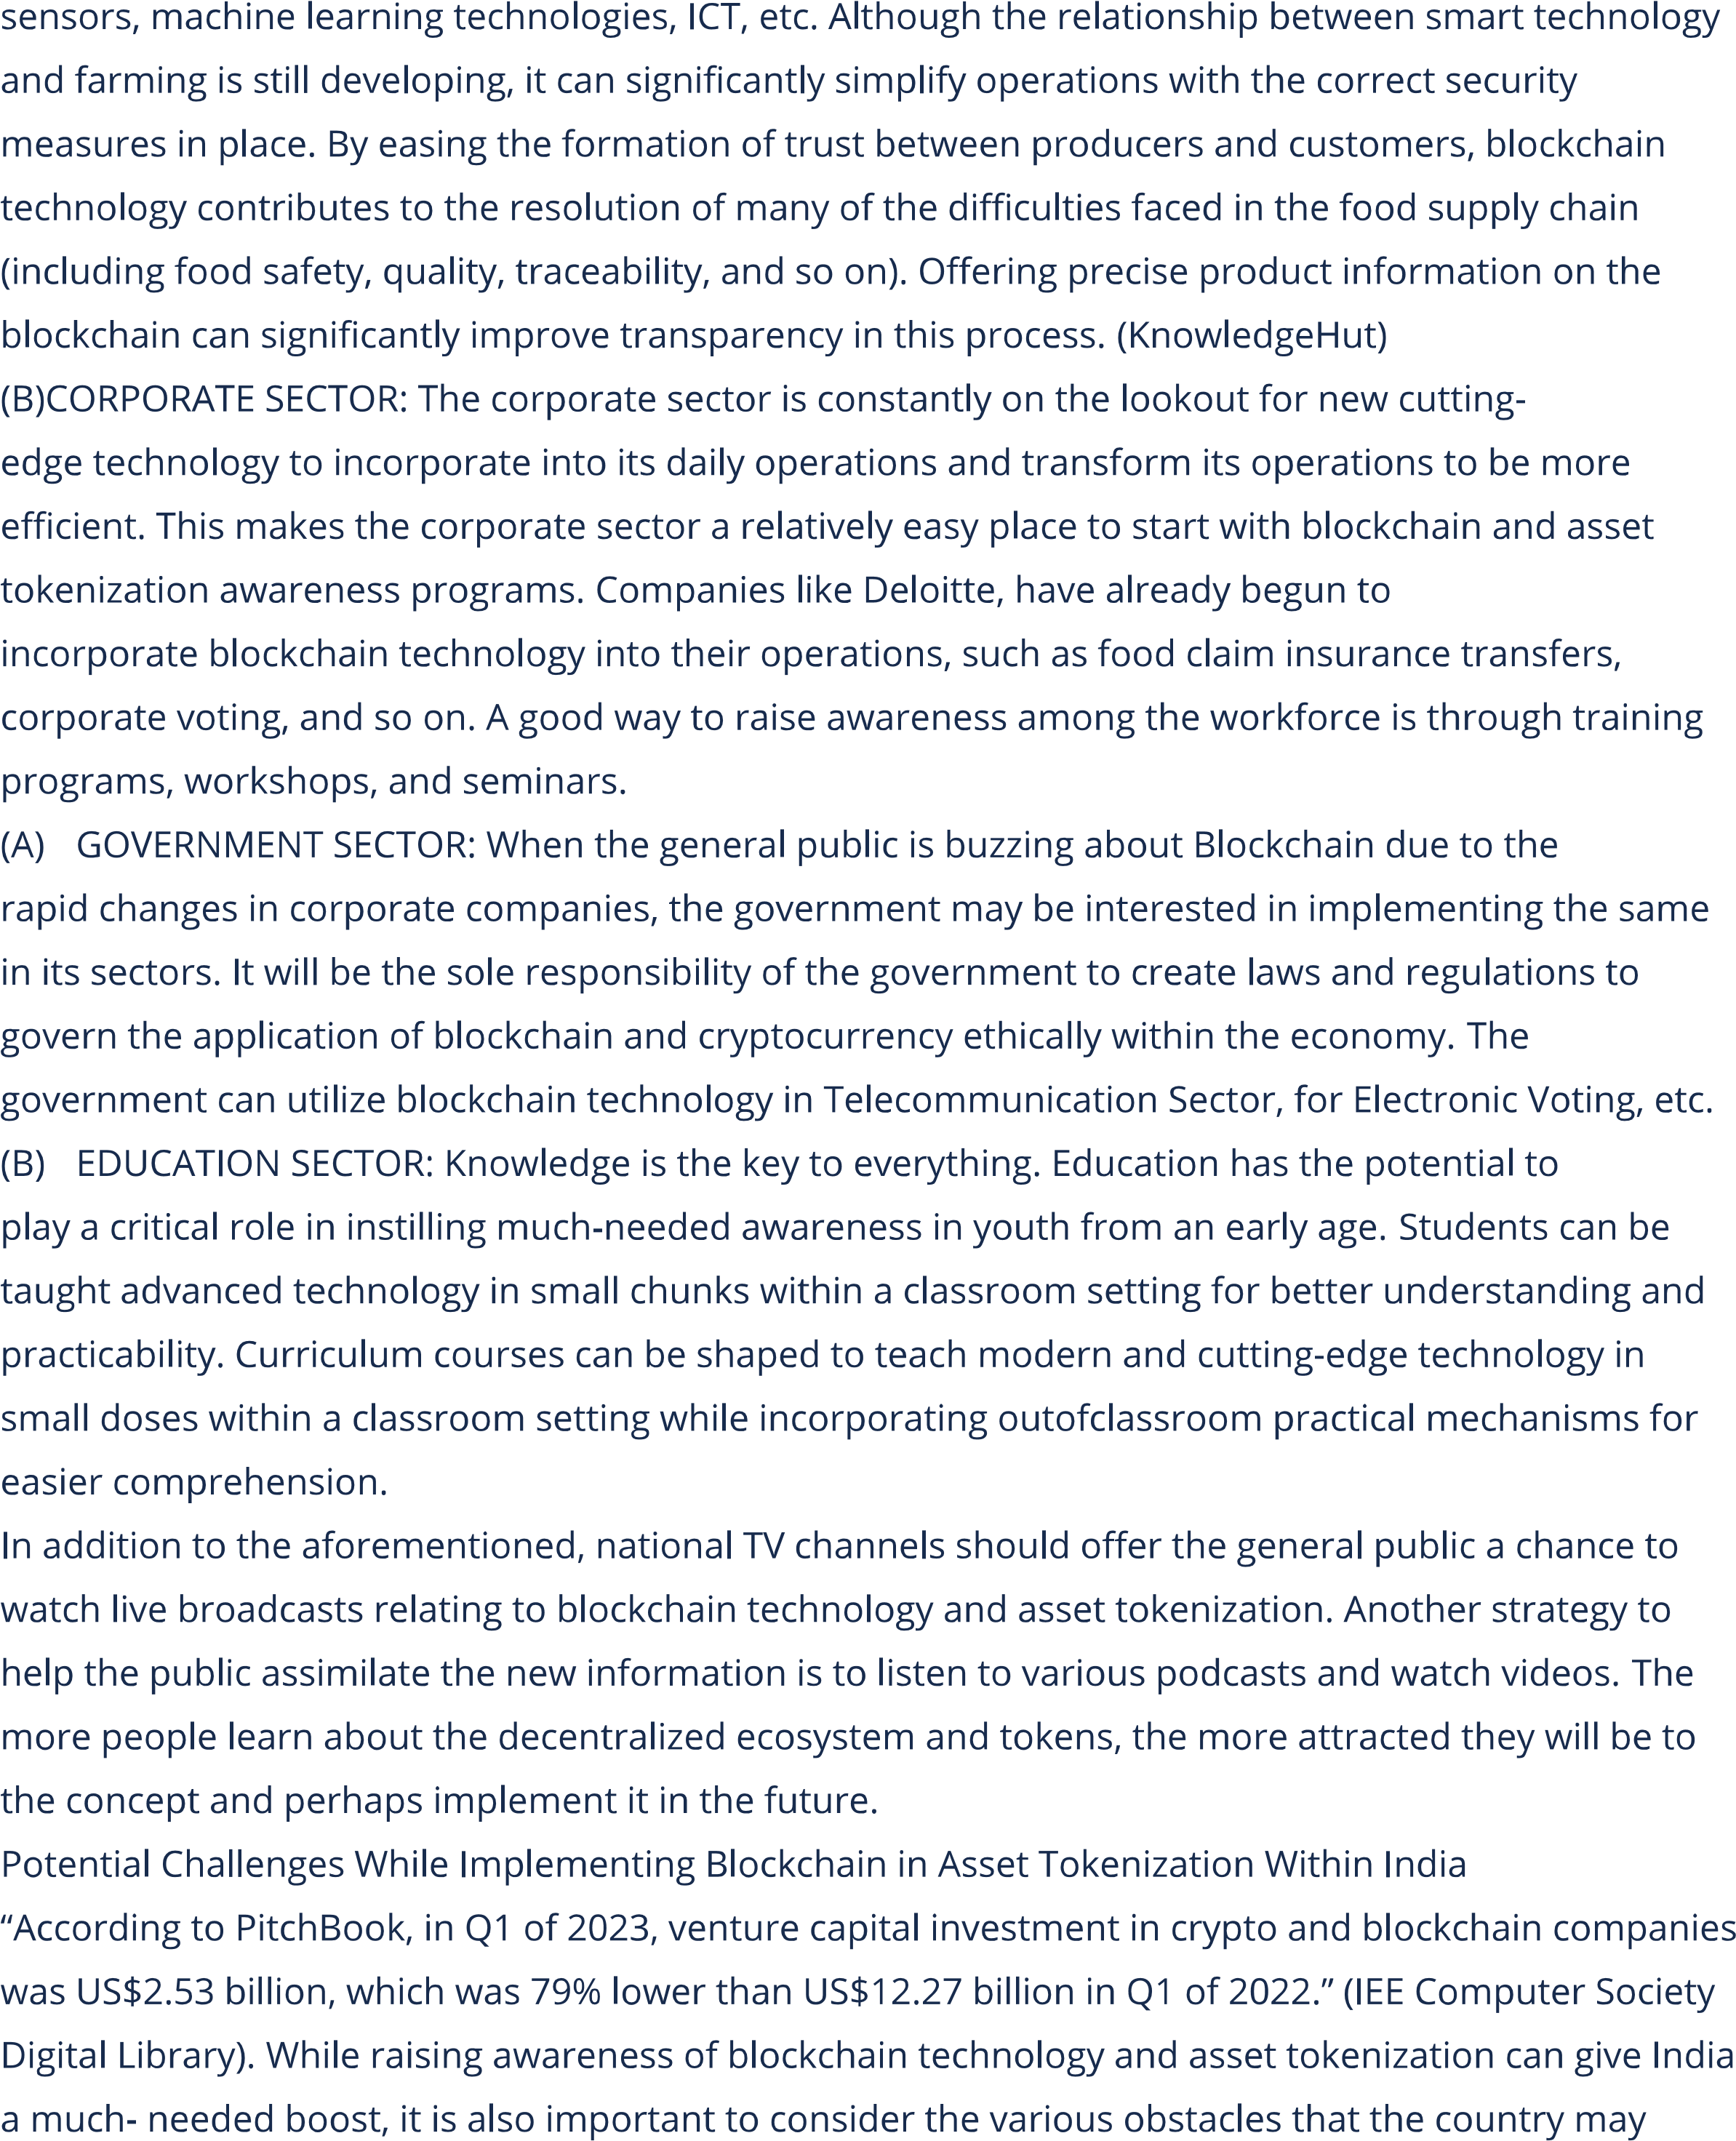 sensors, machine learning technologies, ICT, etc. Although the relationship between smart technology
and farming is still developing, it can significantly simplify operations with the correct security
measures in place. By easing the formation of trust between producers and customers, blockchain
technology contributes to the resolution of many of the difficulties faced in the food supply chain
(including food safety, quality, traceability, and so on). Offering precise product information on the
blockchain can significantly improve transparency in this process. (KnowledgeHut)
(B)CORPORATE SECTOR: The corporate sector is constantly on the lookout for new cutting-
edge technology to incorporate into its daily operations and transform its operations to be more
efficient. This makes the corporate sector a relatively easy place to start with blockchain and asset
tokenization awareness programs. Companies like Deloitte, have already begun to
incorporate blockchain technology into their operations, such as food claim insurance transfers,
corporate voting, and so on. A good way to raise awareness among the workforce is through training
programs, workshops, and seminars.
(A) GOVERNMENT SECTOR: When the general public is buzzing about Blockchain due to the
rapid changes in corporate companies, the government may be interested in implementing the same
in its sectors. It will be the sole responsibility of the government to create laws and regulations to
govern the application of blockchain and cryptocurrency ethically within the economy. The
government can utilize blockchain technology in Telecommunication Sector, for Electronic Voting, etc.
(B) EDUCATION SECTOR: Knowledge is the key to everything. Education has the potential to
play a critical role in instilling much-needed awareness in youth from an early age. Students can be
taught advanced technology in small chunks within a classroom setting for better understanding and
practicability. Curriculum courses can be shaped to teach modern and cutting-edge technology in
small doses within a classroom setting while incorporating outofclassroom practical mechanisms for
easier comprehension.
In addition to the aforementioned, national TV channels should offer the general public a chance to
watch live broadcasts relating to blockchain technology and asset tokenization. Another strategy to
help the public assimilate the new information is to listen to various podcasts and watch videos. The
more people learn about the decentralized ecosystem and tokens, the more attracted they will be to
the concept and perhaps implement it in the future.
Potential Challenges While Implementing Blockchain in Asset Tokenization Within India
“According to PitchBook, in Q1 of 2023, venture capital investment in crypto and blockchain companies
was US$2.53 billion, which was 79% lower than US$12.27 billion in Q1 of 2022.” (IEE Computer Society
Digital Library). While raising awareness of blockchain technology and asset tokenization can give India
a much- needed boost, it is also important to consider the various obstacles that the country may